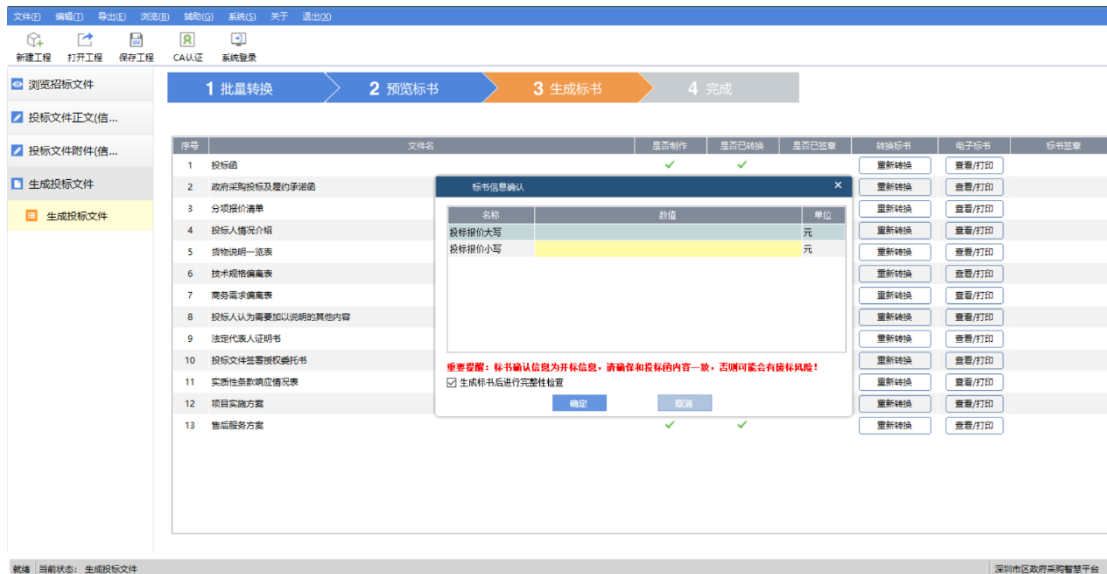 文件(F) 编辑(I) 导出(E) 浏览(B) 辅助(G) 系统(S) 关于 退出(X)
新建工程 打开工程 保存工程 CA认证 系统登录
浏览招标文件
投标文件正文(信...
投标文件附件(信...
生成投标文件
生成投标文件
1 批量转换 2 预览标书 3 生成标书 4 完成
序号 文件名 是否制作 是否已转换 是否已签章 转换标书 电子标书 标书签章
1 投标函 重新转换 查看/打印
2 政府采购投标及履约承诺函 重新转换 查看/打印
3 分项报价清单 重新转换 查看/打印
4 投标人情况介绍 重新转换 查看/打印
5 货物说明一览表 重新转换 查看/打印
6 技术规格偏离表 重新转换 查看/打印
7 商务需求偏离表 重新转换 查看/打印
8 投标人认为需要加以说明的其他内容 重新转换 查看/打印
9 法定代表人证明书 重新转换 查看/打印
10 投标文件签署授权委托书 重新转换 查看/打印
11 实质性条款响应情况表 重新转换 查看/打印
12 项目实施方案 重新转换 查看/打印
13 售后服务方案 重新转换 查看/打印
标书信息确认 ×
名称 数值 单位
投标报价大写 元
投标报价小写 元
重要提醒：标书确认信息为开标信息，请确保和投标函内容一致，否则可能会有废标风险！
生成标书后进行完整性检查
确定 取消
就绪 当前状态： 生成投标文件 深圳市区政府采购智慧平台